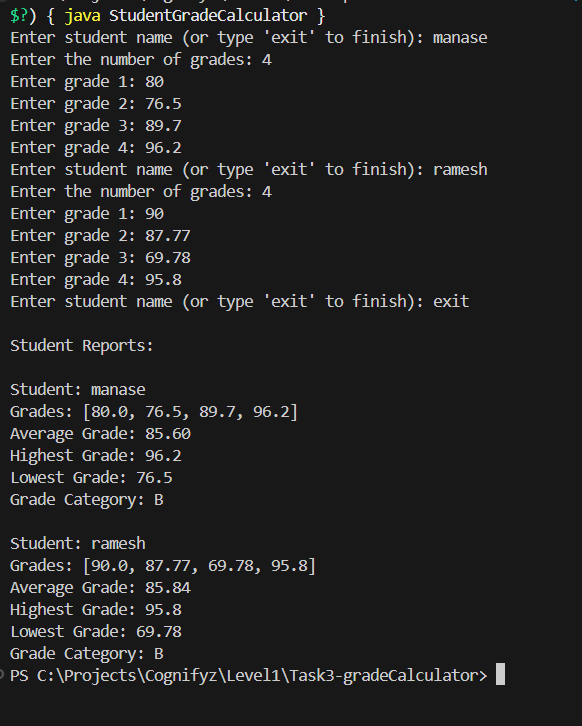 $?) { java StudentGradeCalculator }
Enter student name (or type 'exit' to finish): manase
Enter the number of grades: 4
Enter grade 1: 80
Enter grade 2: 76.5
Enter grade 3: 89.7
Enter grade 4: 96.2
Enter student name (or type 'exit' to finish): ramesh
Enter the number of grades: 4
Enter grade 1: 90
Enter grade 2: 87.77
Enter grade 3: 69.78
Enter grade 4: 95.8
Enter student name (or type 'exit' to finish): exit
Student Reports:
Student: manase
Grades: [80.0, 76.5, 89.7, 96.2]
Average Grade: 85.60
Highest Grade: 96.2
Lowest Grade: 76.5
Grade Category: B
Student: ramesh
Grades: [90.0, 87.77, 69.78, 95.8]
Average Grade: 85.84
Highest Grade: 95.8
Lowest Grade: 69.78
Grade Category: B
PS C:\Projects\Cognifyz\Level1\Task3-gradeCalculator>